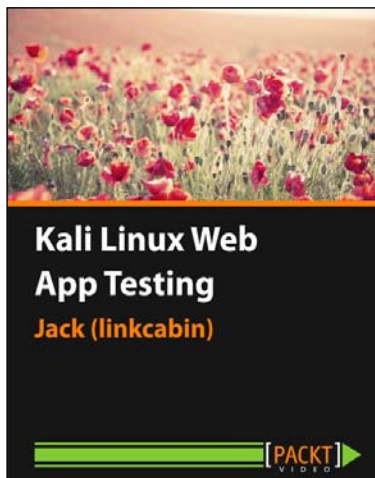 Kali Linux Web
App Testing
Jack (linkcabin)
[PACKT]
VIDEO